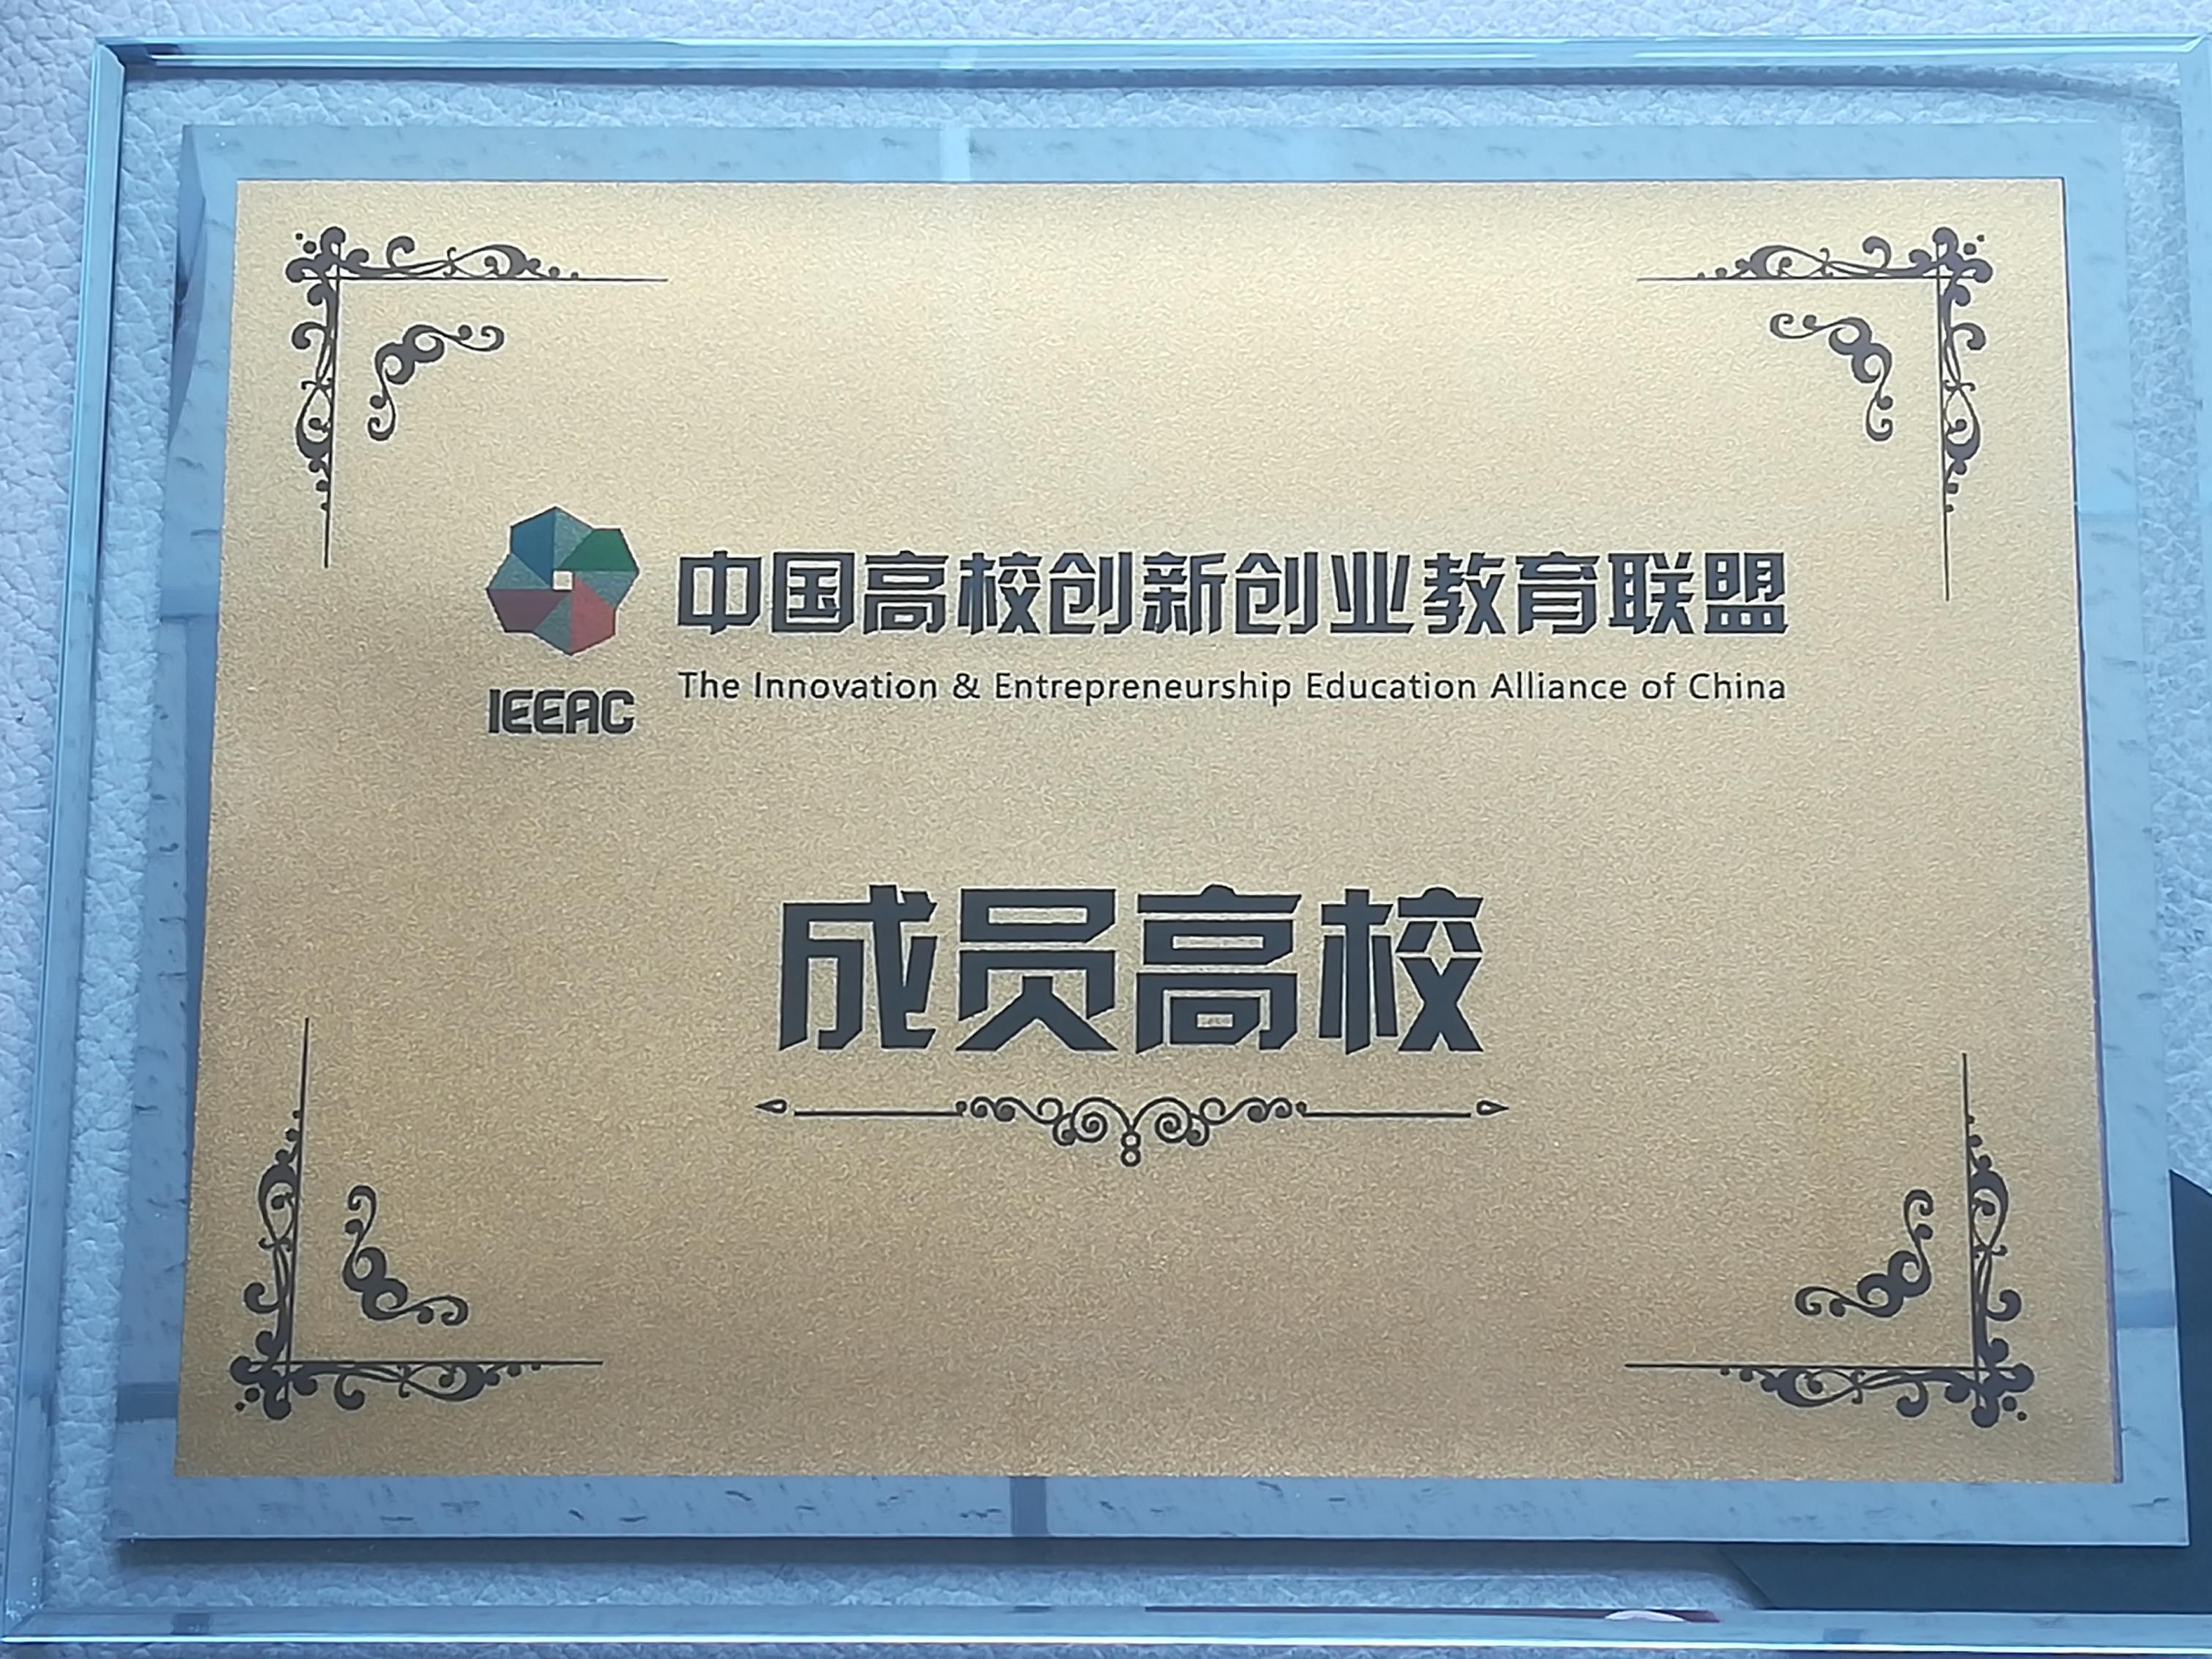 中国高校创新创业教育联盟
The Innovation & Entrepreneurship Education Alliance of China
IEEAC
成员高校